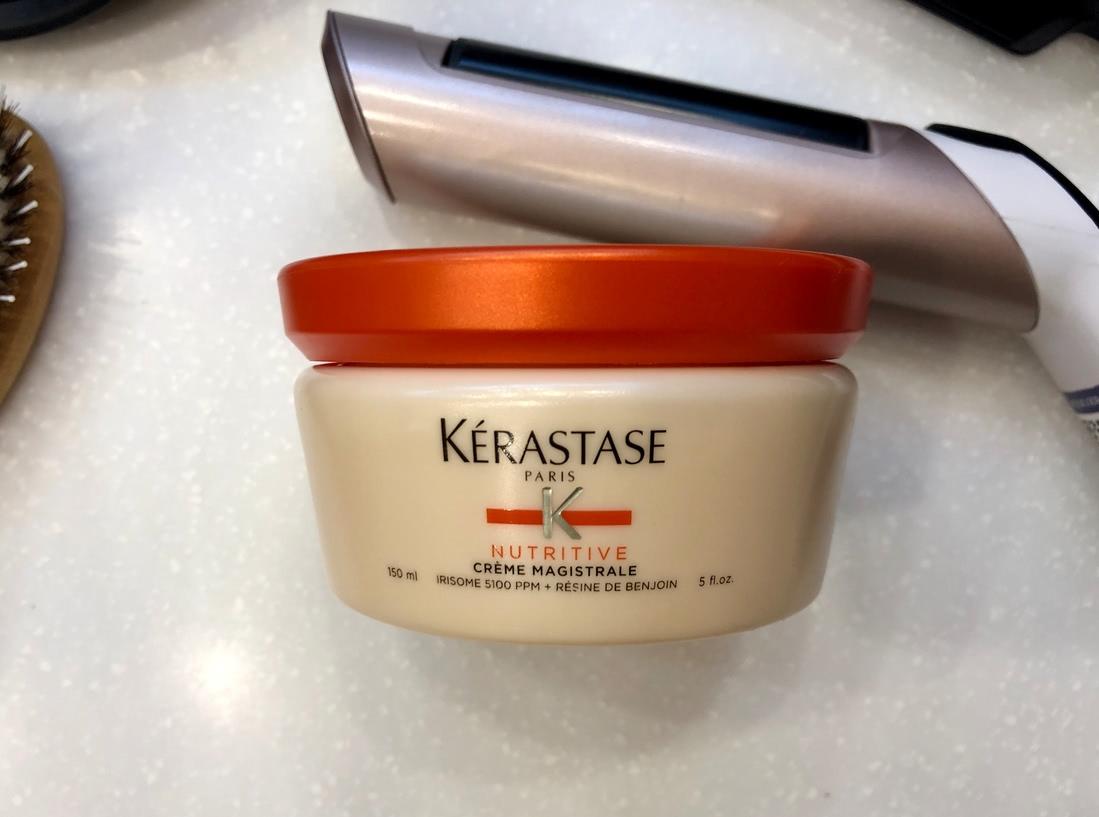 KÉRASTASE
PARIS
K
NUTRITIVE
CRÈME MAGISTRALE
150 ml IRISOME 5100 PPM + RÉSINE DE BENJOIN 5 fl.oz.